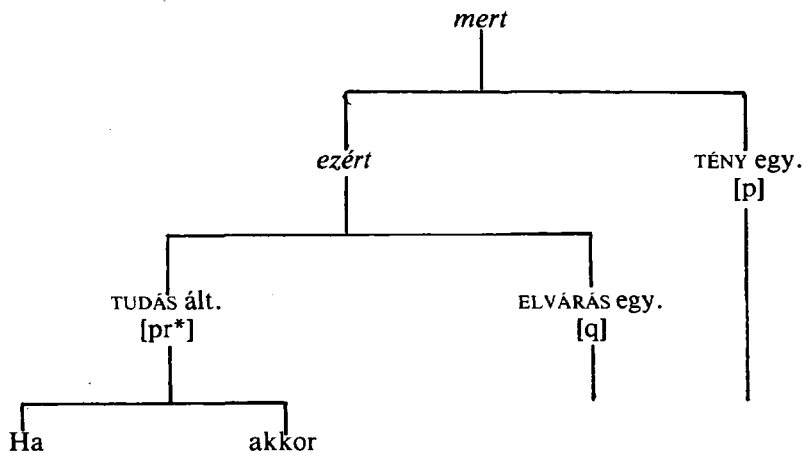 mert
ezért
TÉNY egy.
[p]
TUDÁS ált.
[pr*]
ELVÁRÁS egy.
[q]
Ha
akkor